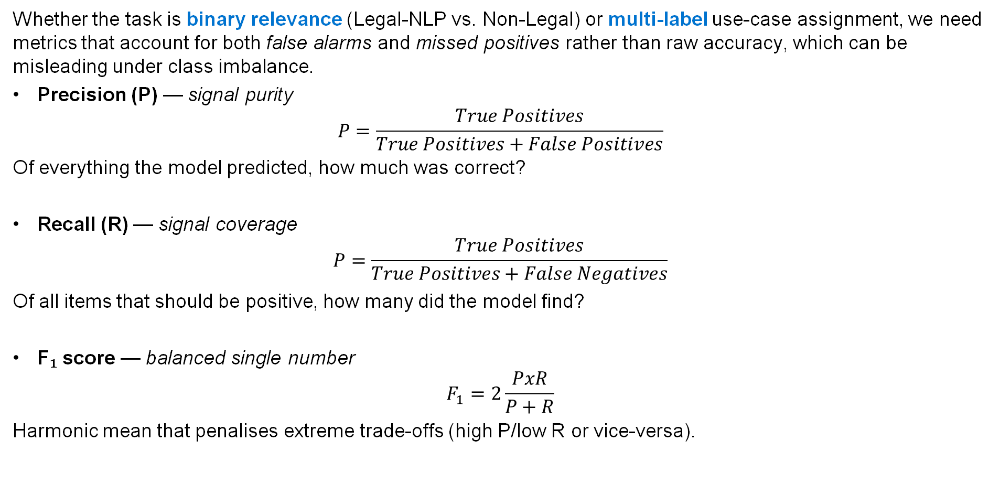 Whether the task is binary relevance (Legal-NLP vs. Non-Legal) or multi-label use-case assignment, we need
metrics that account for both false alarms and missed positives rather than raw accuracy, which can be
misleading under class imbalance.
• Precision (P) — signal purity
P = True Positives / True Positives + False Positives
Of everything the model predicted, how much was correct?
• Recall (R) — signal coverage
P = True Positives / True Positives + False Negatives
Of all items that should be positive, how many did the model find?
• F₁ score — balanced single number
F₁ = 2 PxR / P + R
Harmonic mean that penalises extreme trade-offs (high P/low R or vice-versa).